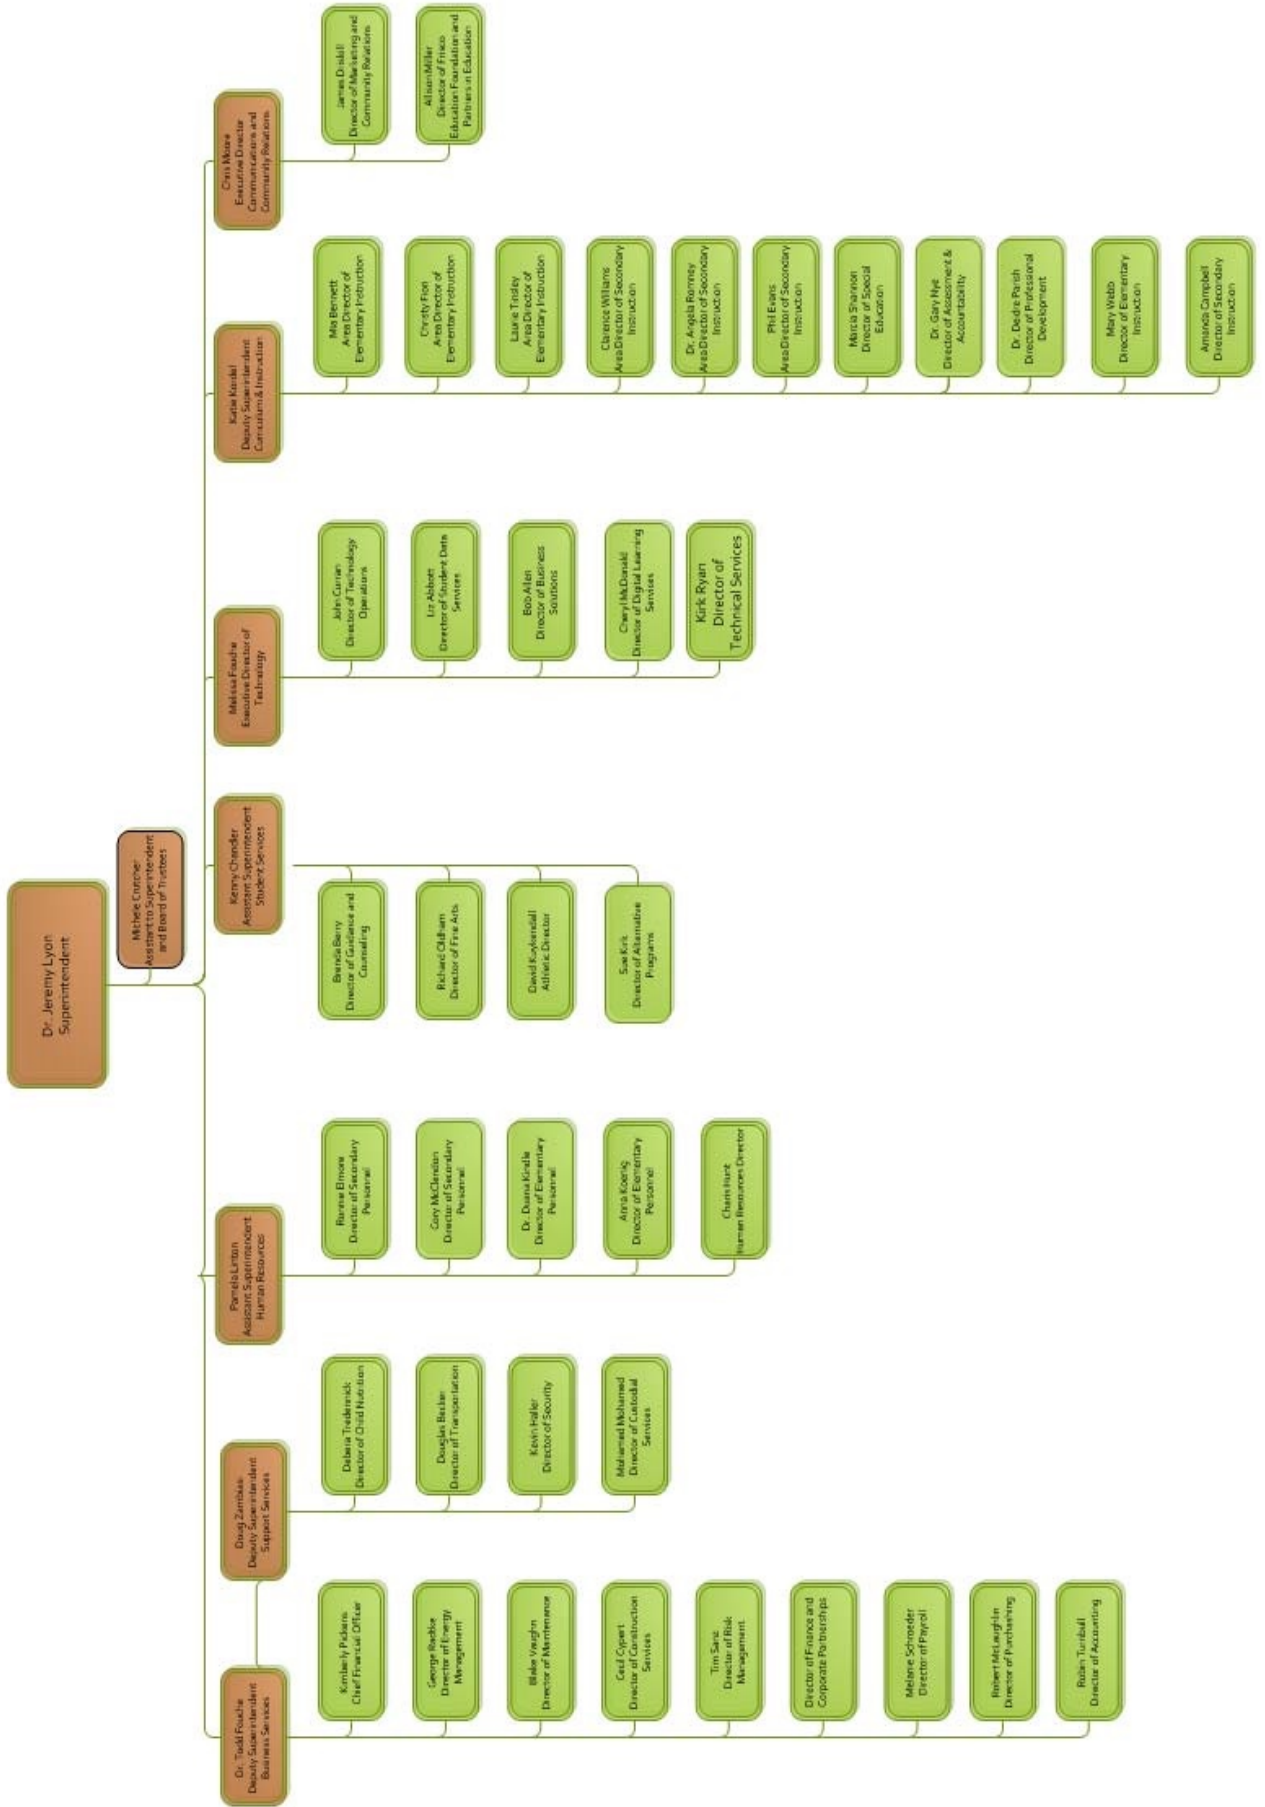 Dr. Jeremy Lyon
Superintendent
Michele Crutcher
Assistant to Superintendent
and Board of Trustees
Dr. Todd Fouche
Deputy Superintendent
Business Services
Kimberly Pickens
Chief Financial Officer
George Radtke
Director of Energy
Management
Blake Vaughn
Director of Maintenance
Cecil Cypert
Director of Construction
Services
Tim Sanz
Director of Risk
Management
Director of Finance and
Corporate Partnerships
Melanie Schroeder
Director of Payroll
Robert McLaughlin
Director of Purchashing
Robin Turnbull
Director of Accounting
Doug Zambiasi
Deputy Superintendent
Support Services
Debera Tredennick
Director of Child Nutrition
Douglas Becker
Director of Transportation
Kevin Haller
Director of Security
Mohamed Mohamed
Director of Custodial
Services
Pamela Linton
Assistant Superintendent
Human Resources
Ronnie Elmore
Director of Secondary
Personnel
Cory McClendon
Director of Secondary
Personnel
Dr. Duana Kindle
Director of Elementary
Personnel
Anna Koenig
Director of Elementary
Personnel
Charis Hunt
Human Resources Director
Kenny Chandler
Assistant Superintendent
Student Services
Brenda Berry
Director of Guidance and
Counseling
Richard Oldham
Director of Fine Arts
David Kuykendall
Athletic Director
Sue Kirk
Director of Alternative
Programs
Melissa Fouche
Executive Director of
Technology
John Curran
Director of Technology
Operations
Liz Abbott
Director of Student Data
Services
Bob Allen
Director of Business
Solutions
Cheryl McDonald
Director of Digital Learning
Services
Kirk Ryan
Director of
Technical Services
Katie Kordel
Deputy Superintendent
Curriculum & Instruction
Mia Bennett
Area Director of
Elementary Instruction
Christy Fiori
Area Director of
Elementary Instruction
Laurie Tinsley
Area Director of
Elementary Instruction
Clarence Williams
Area Director of Secondary
Instruction
Dr. Angela Romney
Area Director of Secondary
Instruction
Phil Evans
Area Director of Secondary
Instruction
Marcia Shannon
Director of Special
Education
Dr. Gary Nye
Director of Assessment &
Accountability
Dr. Dedre Parish
Director of Professional
Development
Mary Webb
Director of Elementary
Instruction
Amanda Campbell
Director of Secondary
Instruction
Chris Moore
Executive Director
Communications and
Community Relations
James Driskill
Director of Marketing and
Community Relations
Allison Miller
Director of Frisco
Education Foundation and
Partners in Education